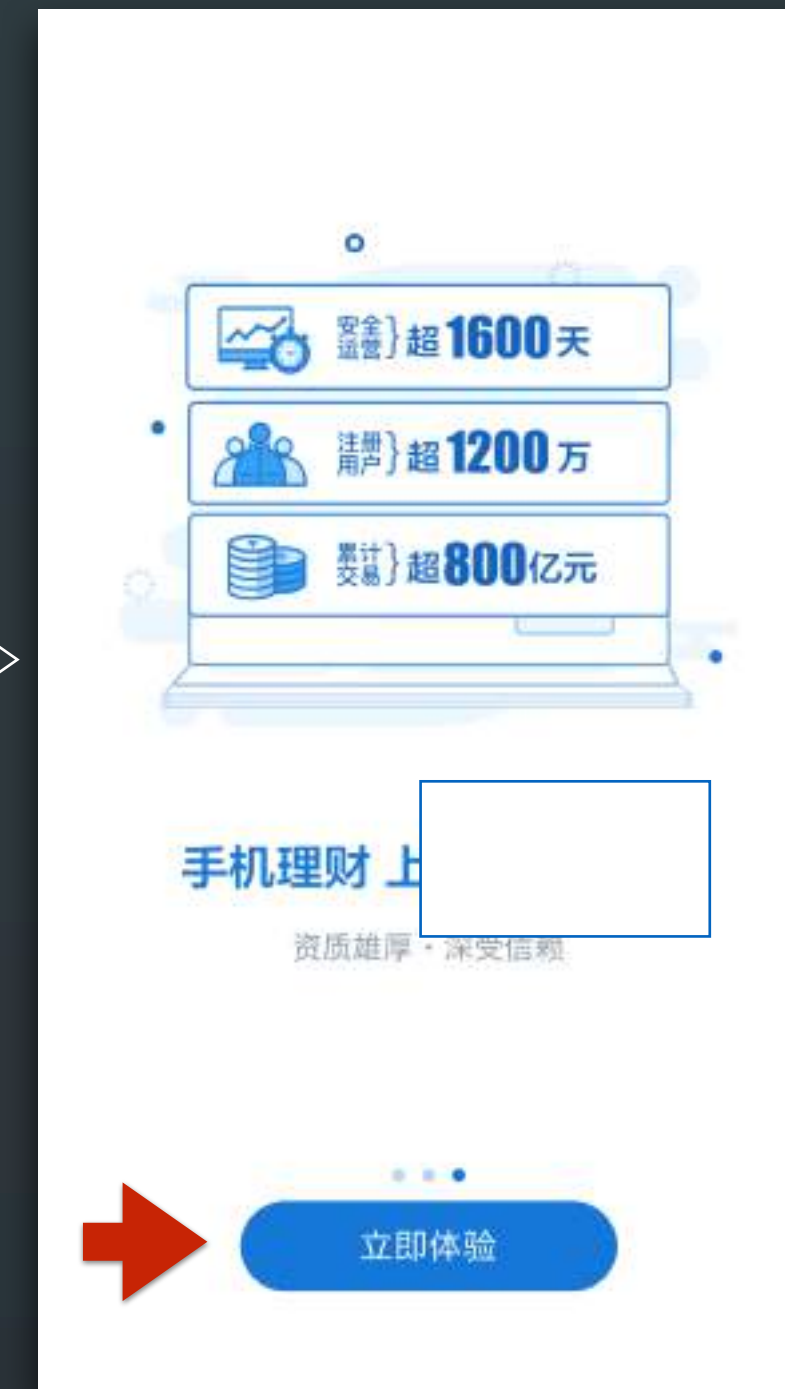 安全运营}超1600天
注册用户}超1200万
累计交易}超800亿元
手机理财 上
资质雄厚·深受信赖
立即体验